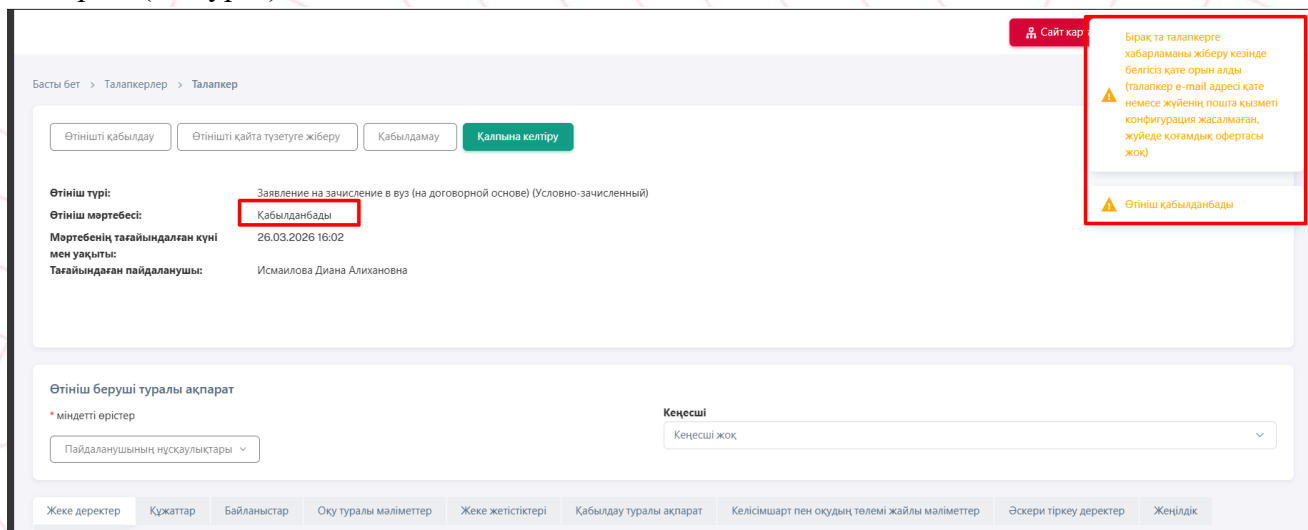 Сайт кар
Бірақ та талапкерге
хабарламаны жіберу кезінде
белгісіз қате орын алды
(талапкер e-mail адресі қате
немесе жүйенің пошта қызметі
конфигурация жасалмаған,
жуйеде қоғамдық офертасы
жоқ)
Басты бет > Талапкерлер > Талапкер
Өтінішті қабылдау Өтінішті қайта түзетуге жіберу Қабылдамау Қалпына келтіру
Өтініш түрі: Заявление на зачисление в вуз (на договорной основе) (Условно-зачисленный)
Өтініш қабылданбады
Өтініш мәртебесі: Қабылданбады
Мәртебенің тағайындалған күні 26.03.2026 16:02
мен уақыты:
Тағайындаған пайдаланушы: Исмаилова Диана Алихановна
Өтініш беруші туралы ақпарат
* міндетті өрістер
Кеңесші
Кеңесші жоқ
Пайдаланушының нұсқаулықтары
Жеке деректер Құжаттар Байланыстар Оқу туралы мәліметтер Жеке жетістіктері Қабылдау туралы ақпарат Келісімшарт пен оқудың төлемі жайлы мәліметтер Әскери тіркеу деректер Жеңілдік